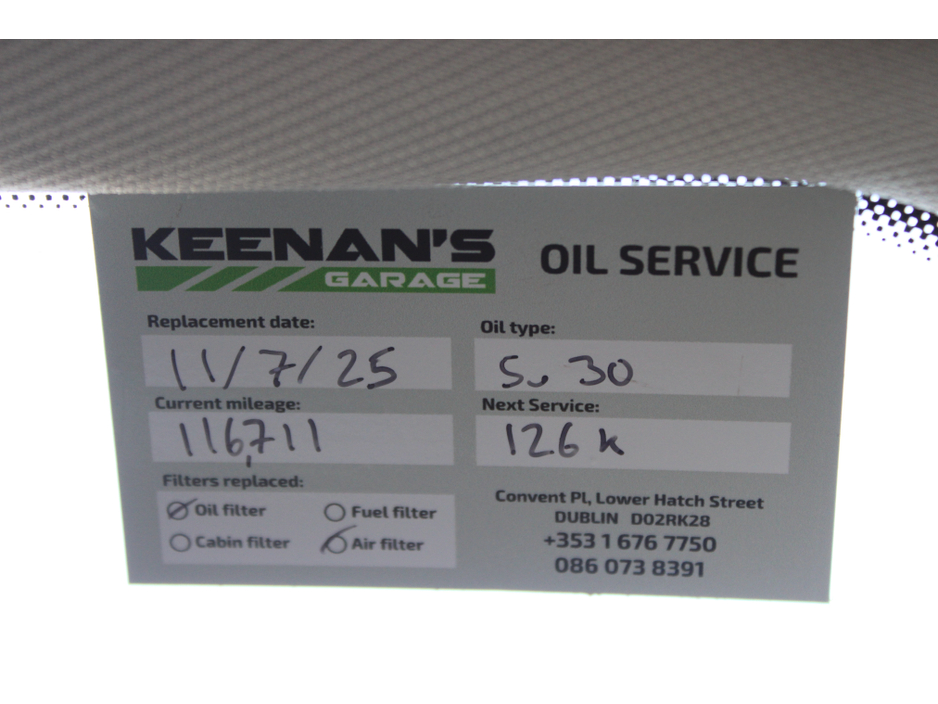 KEENAN'S
GARAGE
OIL SERVICE
Replacement date:
11/7/25
Oil type:
5w 30
Current mileage:
116,711
Next Service:
126k
Filters replaced:
Oil filter
Fuel filter
Cabin filter
Air filter
Convent Pl, Lower Hatch Street
DUBLIN D02RK28
+353 1 676 7750
086 073 8391